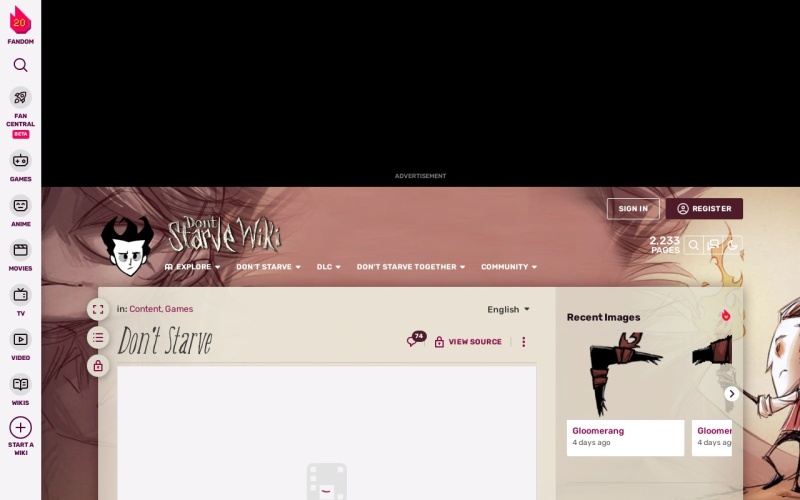 20
FANDOM
FAN
CENTRAL
BETA
GAMES
ANIME
MOVIES
TV
VIDEO
WIKIS
START A
WIKI
ADVERTISEMENT
SIGN IN
REGISTER
Don't
Starve Wiki
2,233
PAGES
EXPLORE
DON'T STARVE
DLC
DON'T STARVE TOGETHER
COMMUNITY
in: Content, Games
English
Don't Starve
74
VIEW SOURCE
Recent Images
Gloomerang
4 days ago
Gloomer
4 days ag